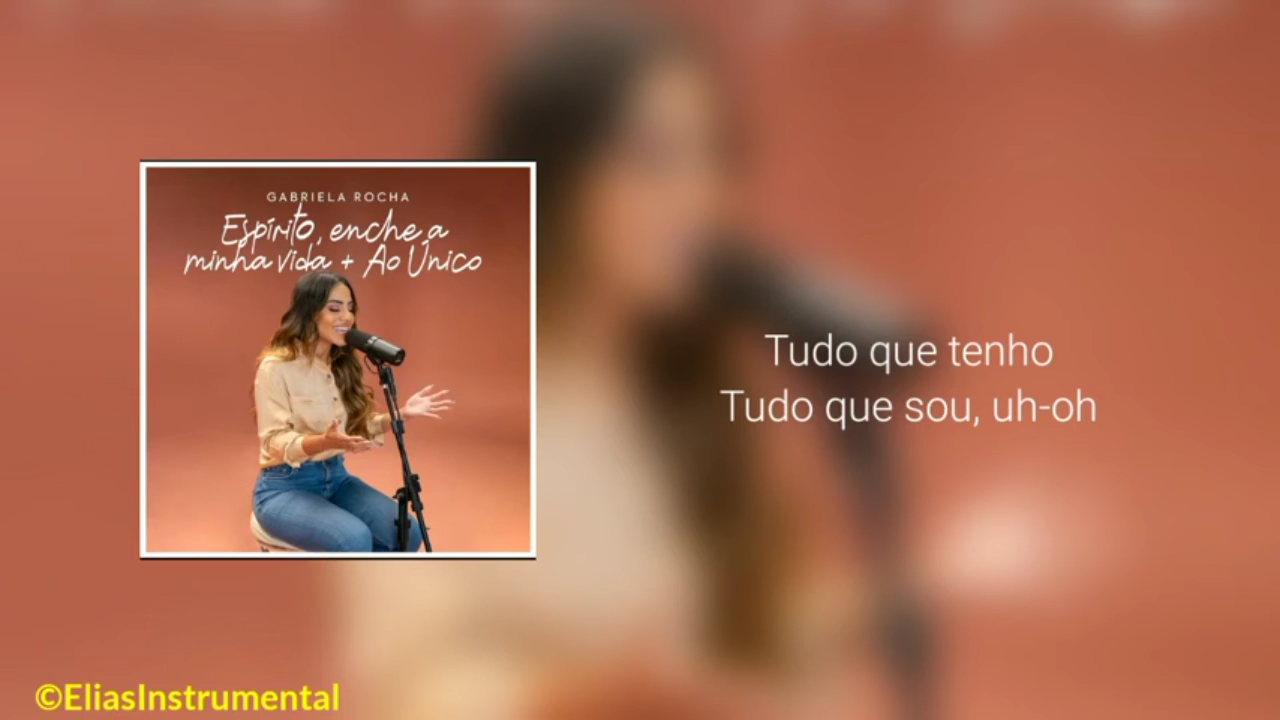 GABRIELA ROCHA
Espírito, enche a
minha vida + Ao Único
Tudo que tenho
Tudo que sou, uh-oh
©EliasInstrumental